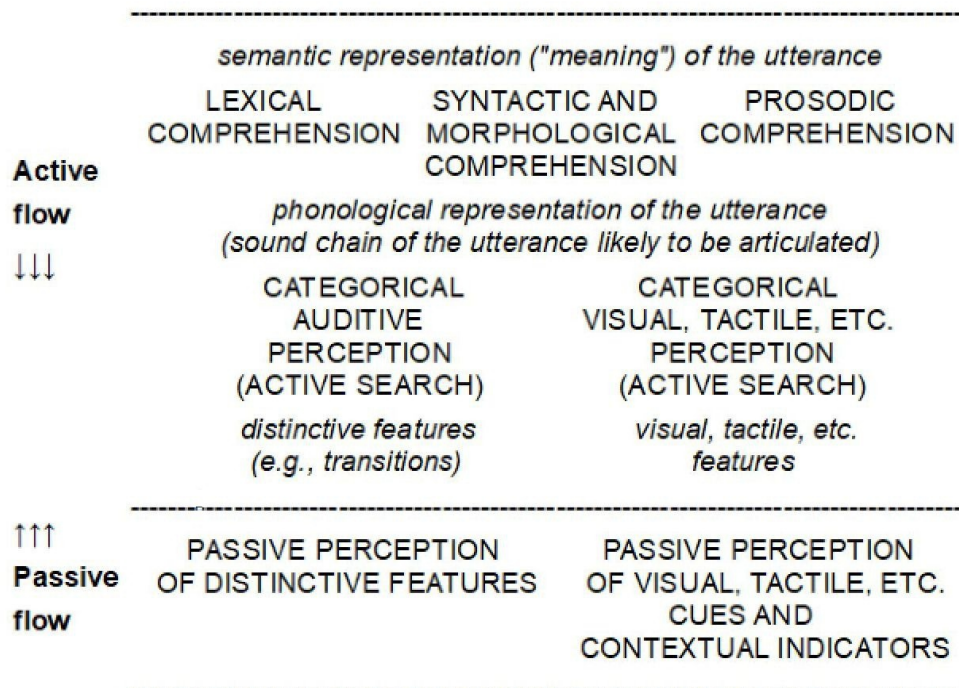 semantic representation ("meaning") of the utterance
LEXICAL SYNTACTIC AND PROSODIC
COMPREHENSION MORPHOLOGICAL COMPREHENSION
COMPREHENSION
Active
flow
↓↓↓
phonological representation of the utterance
(sound chain of the utterance likely to be articulated)
CATEGORICAL CATEGORICAL
AUDITIVE VISUAL, TACTILE, ETC.
PERCEPTION PERCEPTION
(ACTIVE SEARCH) (ACTIVE SEARCH)
distinctive features visual, tactile, etc.
(e.g., transitions) features
↑↑↑
Passive
flow
PASSIVE PERCEPTION PASSIVE PERCEPTION
OF DISTINCTIVE FEATURES OF VISUAL, TACTILE, ETC.
CUES AND
CONTEXTUAL INDICATORS